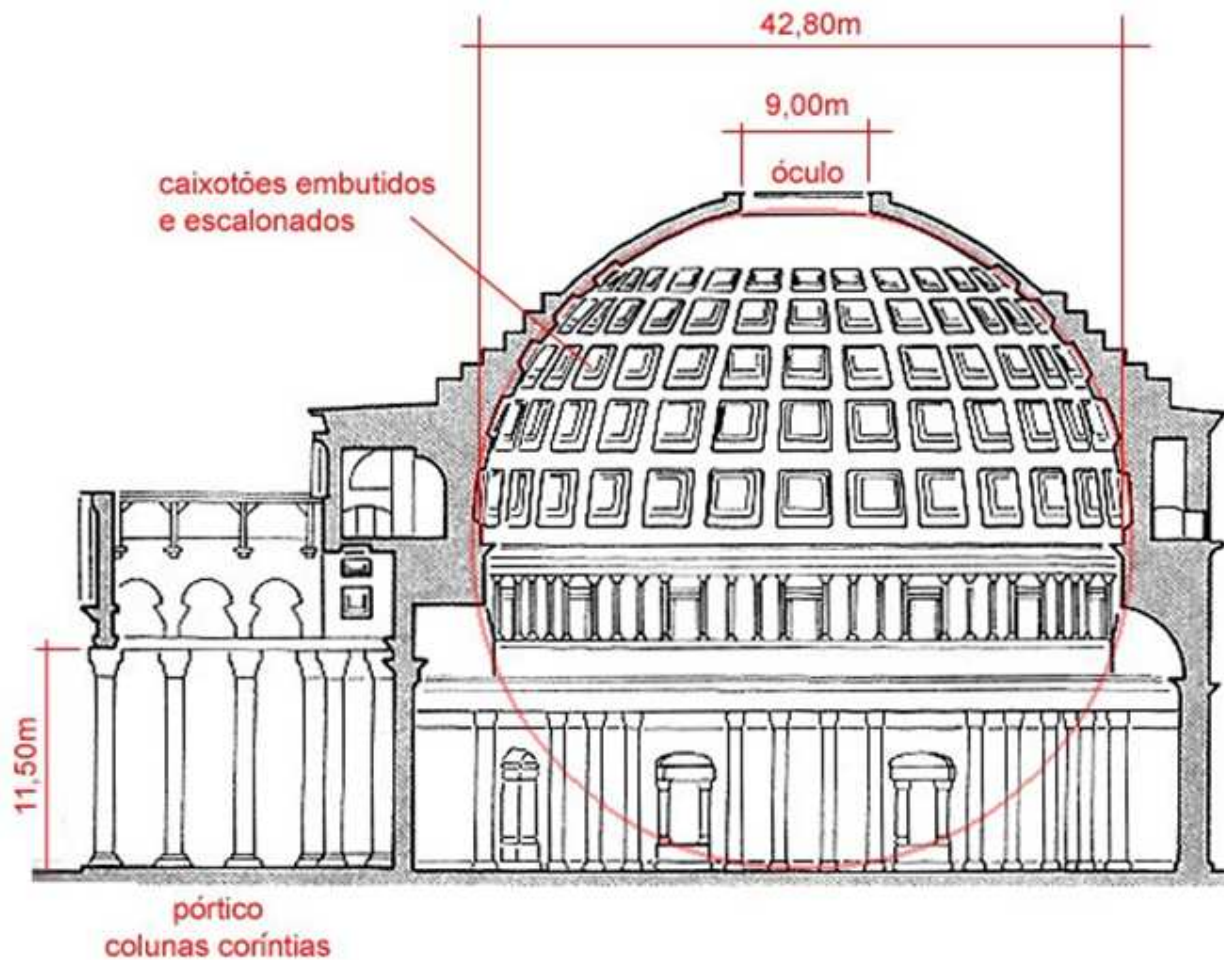 42,80m
9,00m
óculo
caixotões embutidos
e escalonados
11,50m
pórtico
colunas coríntias